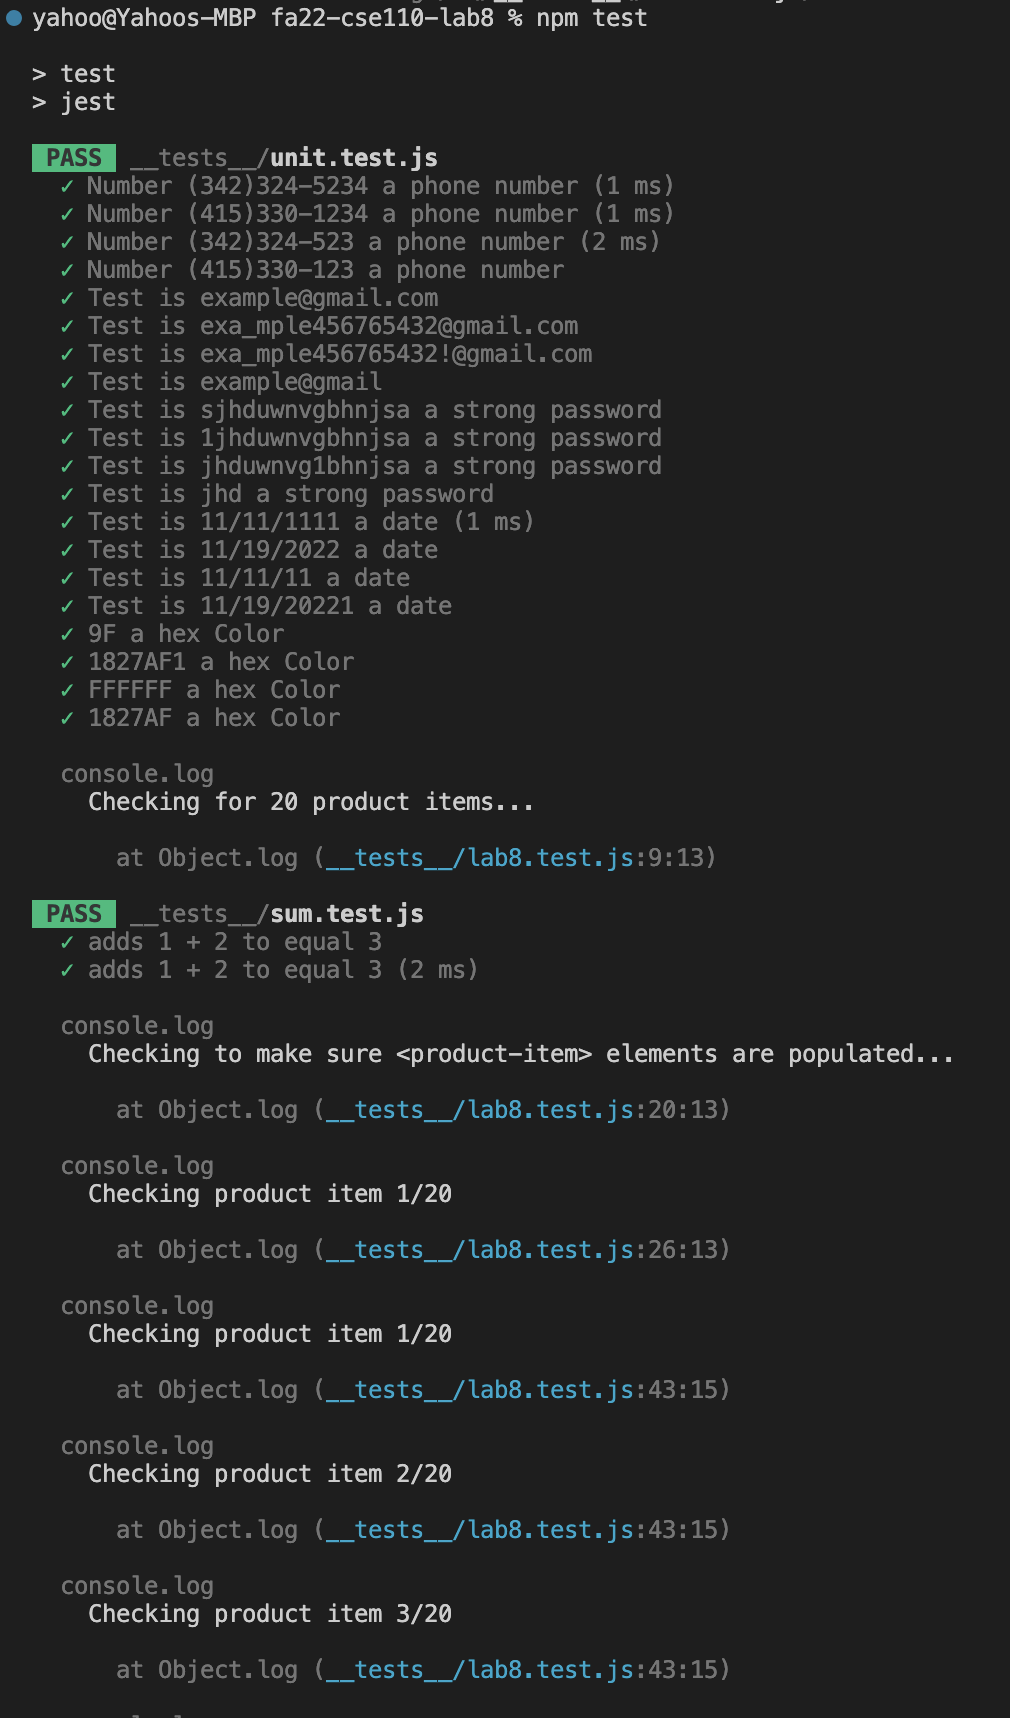 yahoo@Yahoos-MBP fa22-cse110-lab8 % npm test
> test
> jest
PASS __tests__/unit.test.js
✓ Number (342)324-5234 a phone number (1 ms)
✓ Number (415)330-1234 a phone number (1 ms)
✓ Number (342)324-523 a phone number (2 ms)
✓ Number (415)330-123 a phone number
✓ Test is example@gmail.com
✓ Test is exa_mple456765432@gmail.com
✓ Test is exa_mple456765432!@gmail.com
✓ Test is example@gmail
✓ Test is sjhduwnvgbhnjsa a strong password
✓ Test is 1jhduwnvgbhnjsa a strong password
✓ Test is jhduwnvg1bhnjsa a strong password
✓ Test is jhd a strong password
✓ Test is 11/11/1111 a date (1 ms)
✓ Test is 11/19/2022 a date
✓ Test is 11/11/11 a date
✓ Test is 11/19/20221 a date
✓ 9F a hex Color
✓ 1827AF1 a hex Color
✓ FFFFFF a hex Color
✓ 1827AF a hex Color
console.log
Checking for 20 product items...
at Object.log (__tests__/lab8.test.js:9:13)
PASS __tests__/sum.test.js
✓ adds 1 + 2 to equal 3
✓ adds 1 + 2 to equal 3 (2 ms)
console.log
Checking to make sure <product-item> elements are populated...
at Object.log (__tests__/lab8.test.js:20:13)
console.log
Checking product item 1/20
at Object.log (__tests__/lab8.test.js:26:13)
console.log
Checking product item 1/20
at Object.log (__tests__/lab8.test.js:43:15)
console.log
Checking product item 2/20
at Object.log (__tests__/lab8.test.js:43:15)
console.log
Checking product item 3/20
at Object.log (__tests__/lab8.test.js:43:15)